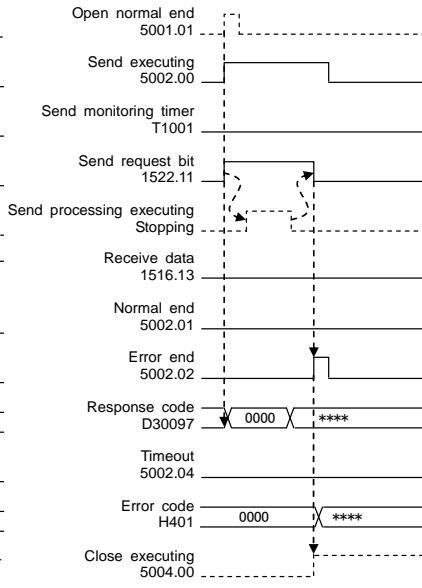 Open normal end
5001.01
Send executing
5002.00
Send monitoring timer
T1001
Send request bit
1522.11
Send processing executing
Stopping
Receive data
1516.13
Normal end
5002.01
Error end
5002.02
Response code
D30097
0000 ****
Timeout
5002.04
Error code
H401
0000 ****
Close executing
5004.00